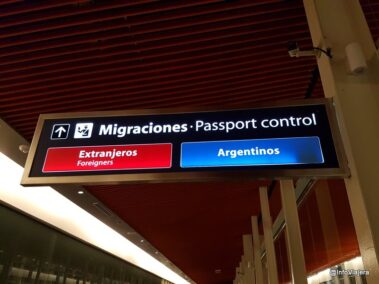 Migraciones · Passport control
Extranjeros
Foreigners
Argentinos
@InfoViajera